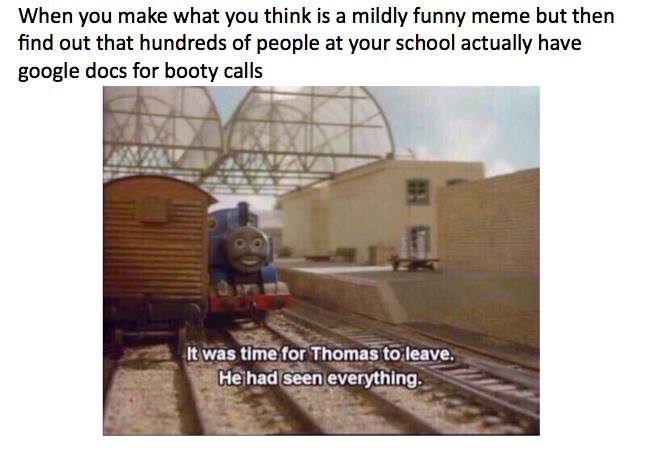 When you make what you think is a mildly funny meme but then
find out that hundreds of people at your school actually have
google docs for booty calls
It was time for Thomas to leave.
He had seen everything.